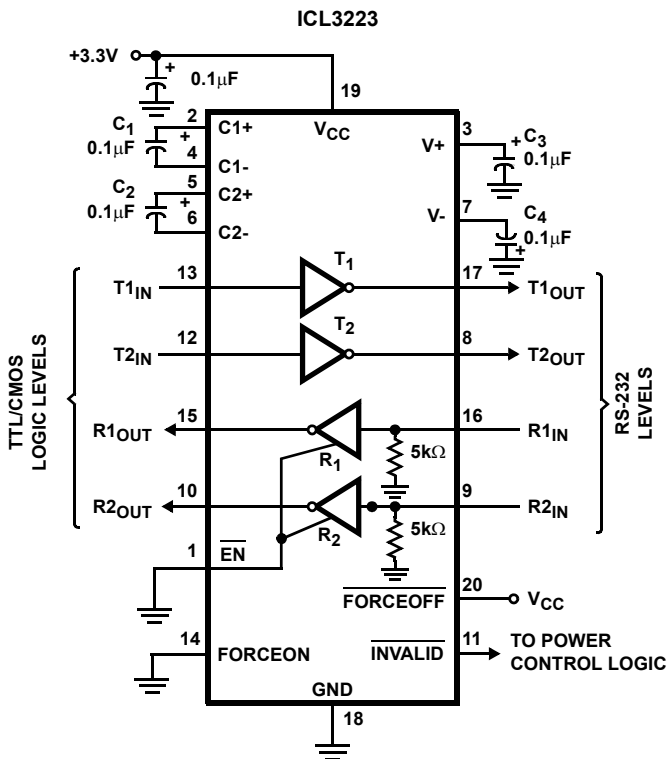 ICL3223
+3.3V
+
0.1μF
19
2
C1+
VCC
3
V+
C1
0.1μF
+
4
C1-
+
C3
0.1μF
5
C2+
C2
0.1μF
+
6
C2-
7
V-
C4
0.1μF
+
T1IN
13
T1
17
T1OUT
T2IN
12
T2
8
T2OUT
TTL/CMOS
LOGIC LEVELS
RS-232
LEVELS
R1OUT
15
R1
16
R1IN
5kΩ
R2OUT
10
R2
9
R2IN
5kΩ
1
EN
20
FORCEOFF
VCC
14
FORCEON
11
INVALID
TO POWER
CONTROL LOGIC
GND
18